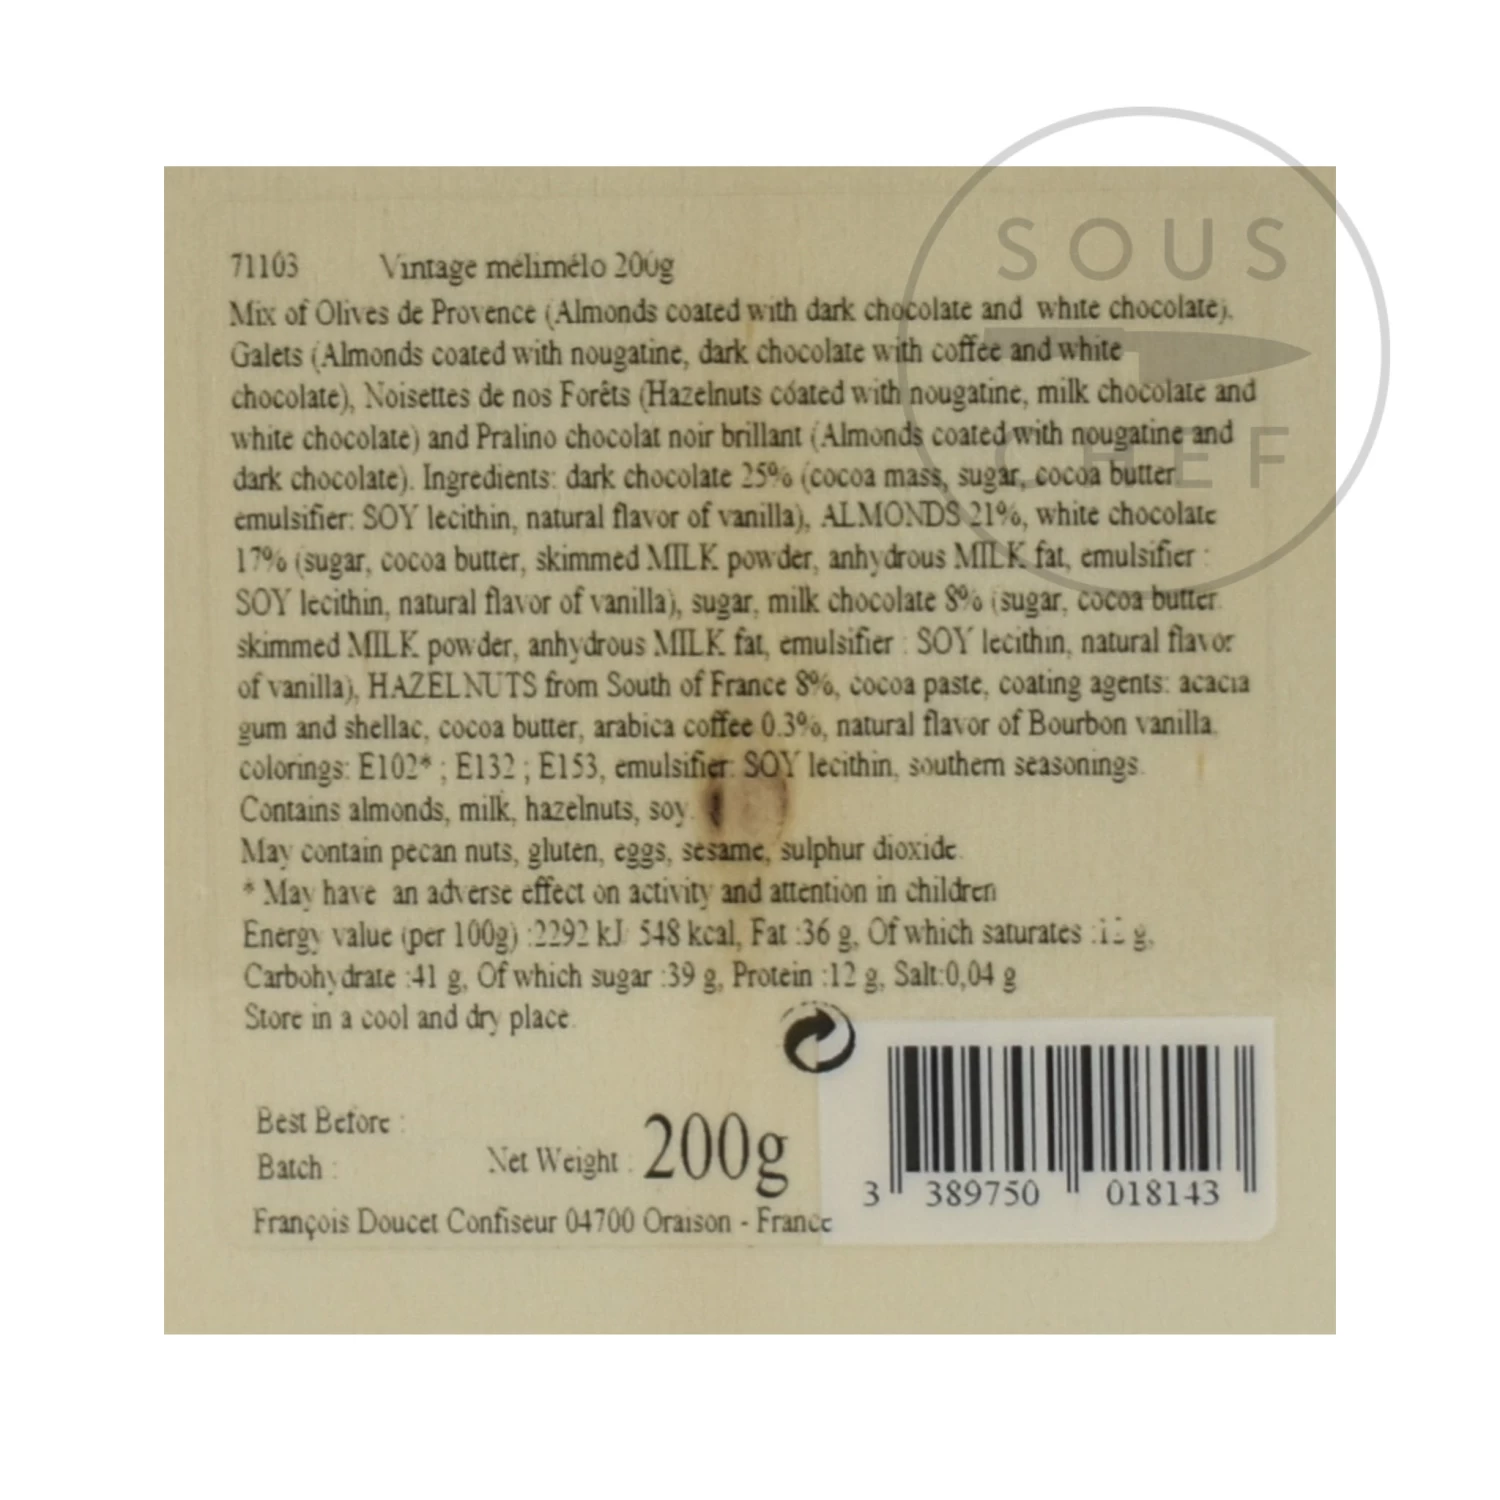 SOUS
CHEF
71103 Vintage mélimélo 200g
Mix of Olives de Provence (Almonds coated with dark chocolate and white chocolate),
Galets (Almonds coated with nougatine, dark chocolate with coffee and white
chocolate), Noisettes de nos Forêts (Hazelnuts coated with nougatine, milk chocolate and
white chocolate) and Pralino chocolat noir brillant (Almonds coated with nougatine and
dark chocolate). Ingredients: dark chocolate 25% (cocoa mass, sugar, cocoa butter,
emulsifier: SOY lecithin, natural flavor of vanilla), ALMONDS 21%, white chocolate
17% (sugar, cocoa butter, skimmed MILK powder, anhydrous MILK fat, emulsifier :
SOY lecithin, natural flavor of vanilla), sugar, milk chocolate 8% (sugar, cocoa butter,
skimmed MILK powder, anhydrous MILK fat, emulsifier : SOY lecithin, natural flavor
of vanilla), HAZELNUTS from South of France 8%, cocoa paste, coating agents: acacia
gum and shellac, cocoa butter, arabica coffee 0.3%, natural flavor of Bourbon vanilla,
colorings: E102* ; E132 ; E153, emulsifier: SOY lecithin, southern seasonings.
Contains almonds, milk, hazelnuts, soy.
May contain pecan nuts, gluten, eggs, sesame, sulphur dioxide.
* May have an adverse effect on activity and attention in children
Energy value (per 100g) :2292 kJ/ 548 kcal, Fat :36 g, Of which saturates : g,
Carbohydrate :41 g, Of which sugar :39 g, Protein :12 g, Salt:0,04 g
Store in a cool and dry place.
Best Before :
Batch :
Net Weight : 200g
François Doucet Confiseur 04700 Oraison - France
3 389750 018143